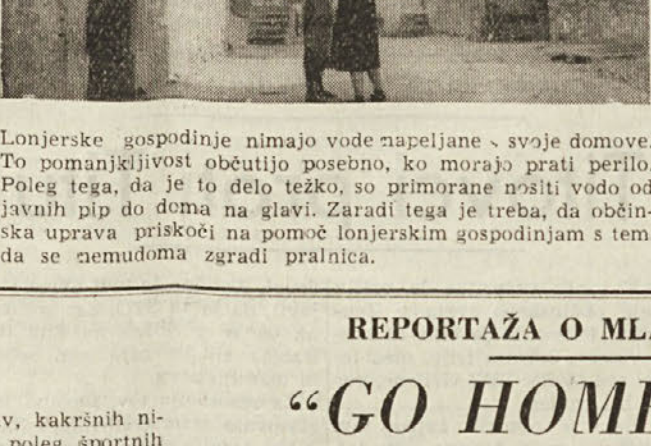 Lonjerske gospodinje nimajo vode napeljane v svoje domove.
To pomanjkljivost občutijo posebno, ko morajo prati perilo.
Poleg tega, da je to delo težko, so primorane nositi vodo od
javnih pip do doma na glavi. Zaradi tega je treba, da občin-
ska uprava priskoči na pomoč lonjerskim gospodinjam s tem,
da se nemudoma zgradi pralnica.
REPORTAŽA O MLA
“GO HOME
v, kakršnih ni-
poleg športnih